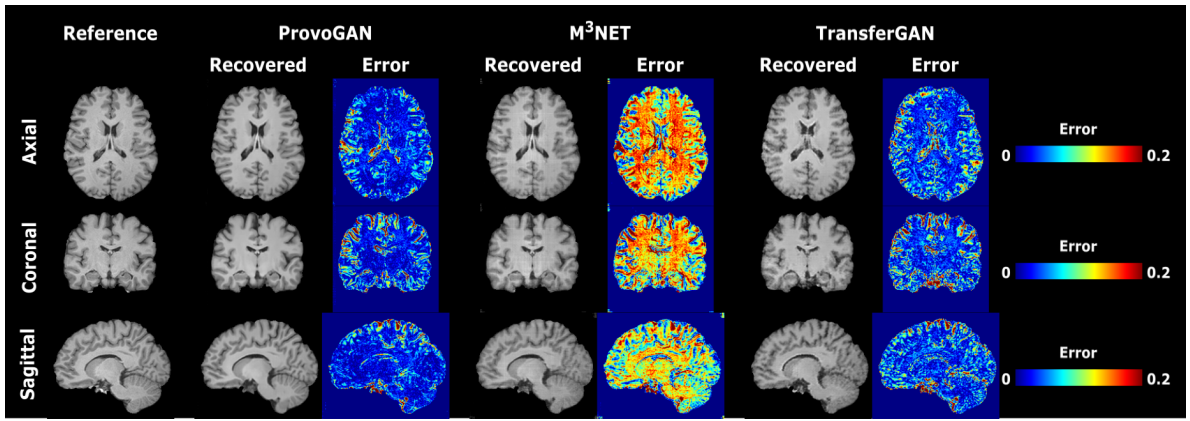 Reference ProvoGAN M³NET TransferGAN
Recovered Error Recovered Error Recovered Error
Axial
Error
0 0.2
Coronal
Error
0 0.2
Sagittal
Error
0 0.2